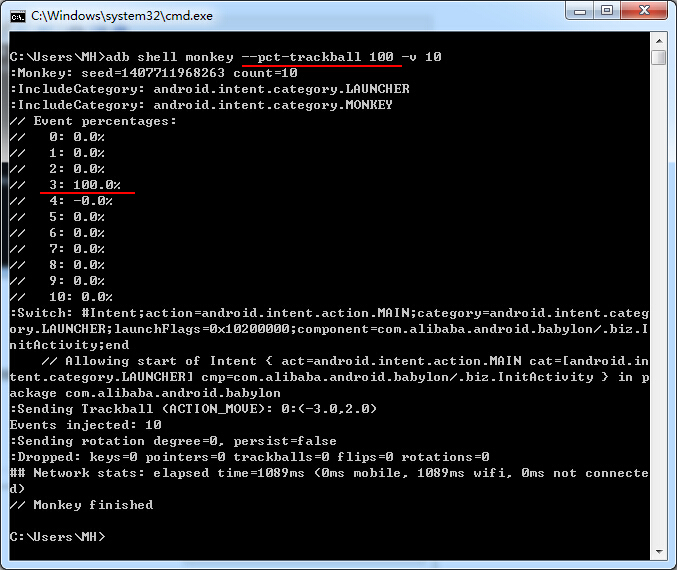 C:\Windows\system32\cmd.exe
C:\Users\MH>adb shell monkey --pct-trackball 100 -v 10
:Monkey: seed=1407711968263 count=10
:IncludeCategory: android.intent.category.LAUNCHER
:IncludeCategory: android.intent.category.MONKEY
// Event percentages:
//   0: 0.0%
//   1: 0.0%
//   2: 0.0%
//   3: 100.0%
//   4: -0.0%
//   5: 0.0%
//   6: 0.0%
//   7: 0.0%
//   8: 0.0%
//   9: 0.0%
//   10: 0.0%
:Switch: #Intent;action=android.intent.action.MAIN;category=android.intent.categ
ory.LAUNCHER;launchFlags=0x10200000;component=com.alibaba.android.babylon/.biz.I
nitActivity;end
    // Allowing start of Intent { act=android.intent.action.MAIN cat=[android.in
tent.category.LAUNCHER] cmp=com.alibaba.android.babylon/.biz.InitActivity } in p
ackage com.alibaba.android.babylon
:Sending Trackball (ACTION_MOVE): 0:(-3.0,2.0)
Events injected: 10
:Sending rotation degree=0, persist=false
:Dropped: keys=0 pointers=0 trackballs=0 flips=0 rotations=0
## Network stats: elapsed time=1089ms (0ms mobile, 1089ms wifi, 0ms not connecte
d)
// Monkey finished
C:\Users\MH>